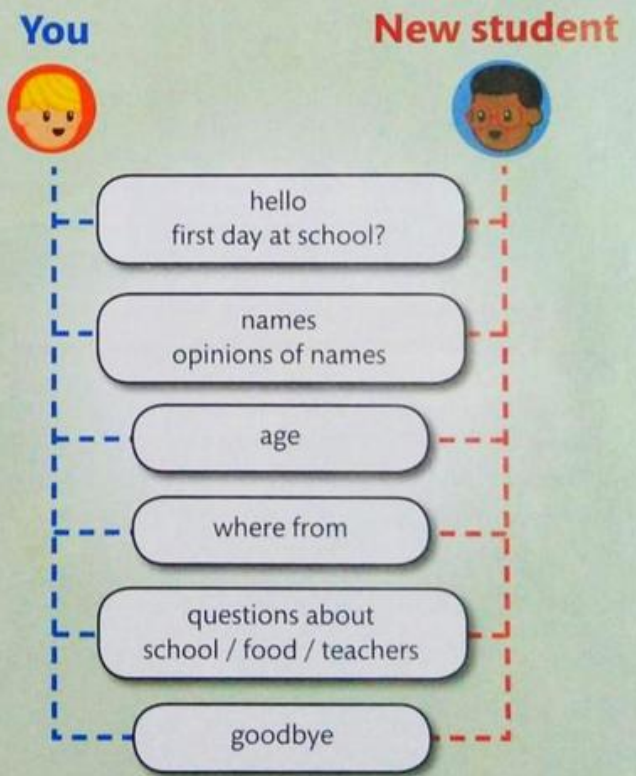 You
New student
hello
first day at school?
names
opinions of names
age
where from
questions about
school / food / teachers
goodbye